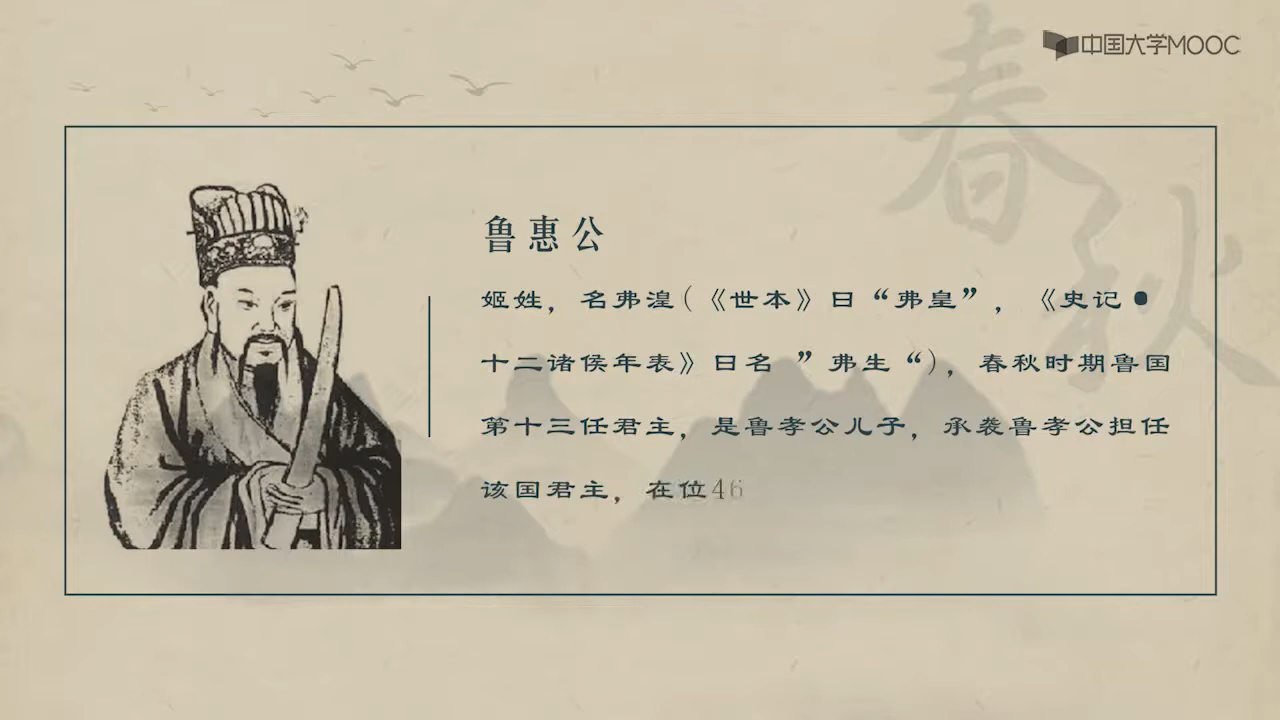 中国大学MOOC
春秋
鲁惠公
姬姓，名弗湟(《世本》曰“弗皇”，《史记●
十二诸侯年表》曰名 ”弗生“)，春秋时期鲁国
第十三任君主，是鲁孝公儿子，承袭鲁孝公担任
该国君主，在位46